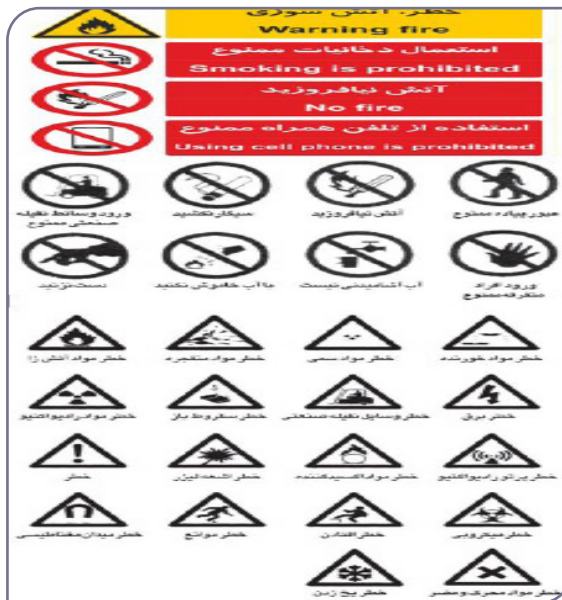 خطر، آتش سوزی
Warning fire
استعمال دخانیات ممنوع
Smoking is prohibited
آتش نیافروزید
No fire
استفاده از تلفن همراه ممنوع
Using cell phone is prohibited
عبور پیاده ممنوع
آتش نیافروزید
سیگار نکشید
ورود وسائط نقلیه
صنعتی ممنوع
ورود افراد
متفرقه ممنوع
آب آشامیدنی نیست
با آب خاموش نکنید
دست نزنید
خطر مواد خورنده
خطر مواد سمی
خطر مواد منفجره
خطر مواد آتش زا
خطر برق
خطر وسایل نقلیه صنعتی
خطر سقوط بار
خطر مواد رادیو اکتیو
خطر پرتو رادیو اکتیو
خطر مواد اکسید کننده
خطر اشعه لیزر
خطر
خطر میکروبی
خطر افتادن
خطر موانع
خطر میدان مغناطیسی
خطر مواد محرک و مضر
خطر یخ زدن